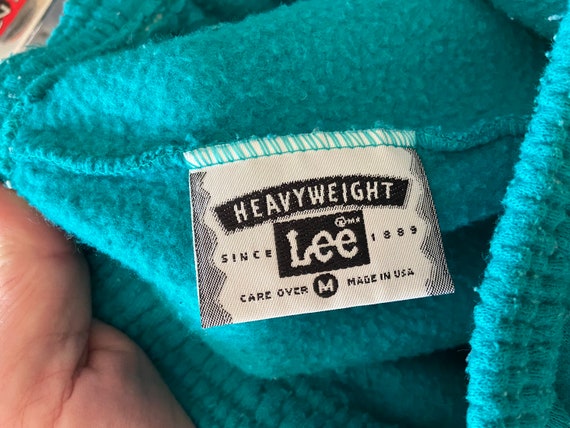 HEAVYWEIGHT
Lee
SINCE 1889
CARE OVER M MADE IN USA